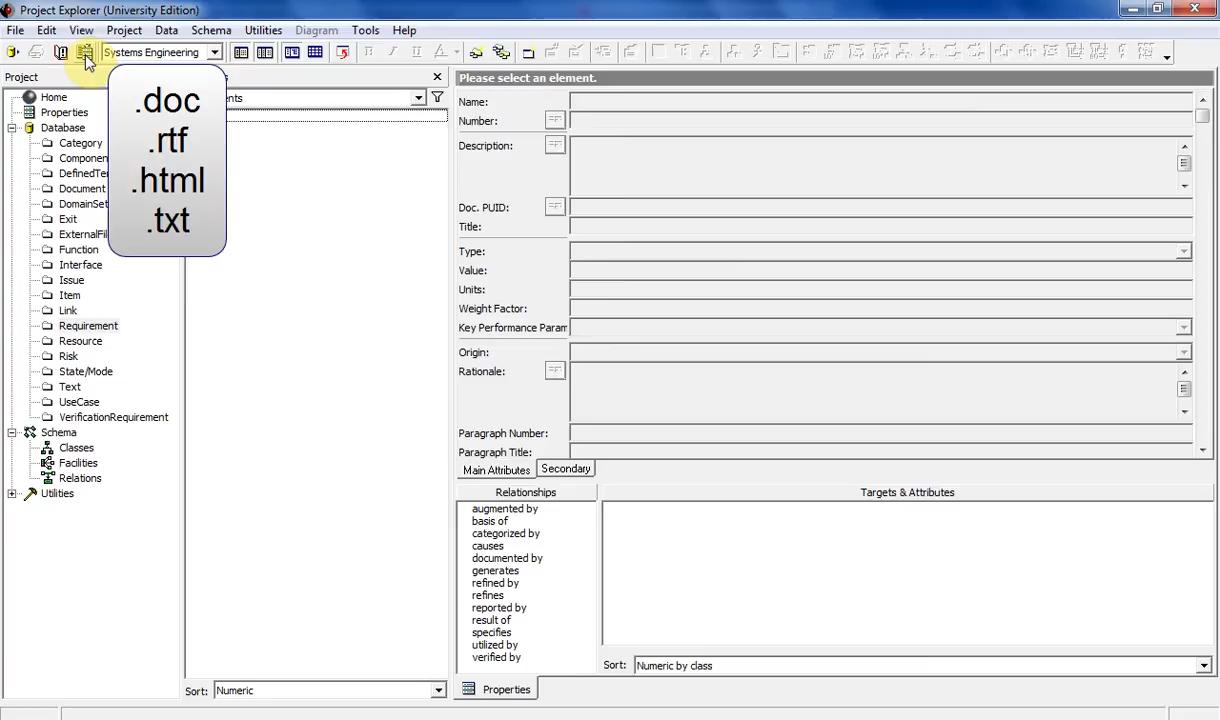 Project Explorer (University Edition)
File Edit View Project Data Schema Utilities Diagram Tools Help
Systems Engineering
Project
Please select an element.
Home
Properties
Database
Category
Componen
DefinedTe
Document
DomainSet
Exit
ExternalFil
Function
Interface
Issue
Item
Link
Requirement
Resource
Risk
State/Mode
Text
UseCase
VerificationRequirement
Schema
Classes
Facilities
Relations
Utilities
.doc
.rtf
.html
.txt
Sort: Numeric
Name:
Number:
Description:
Doc. PUID:
Title:
Type:
Value:
Units:
Weight Factor:
Key Performance Param
Origin:
Rationale:
Paragraph Number:
Paragraph Title:
Main Attributes Secondary
Relationships Targets & Attributes
augmented by
basis of
categorized by
causes
documented by
generates
refined by
refines
reported by
result of
specifies
utilized by
verified by
Sort: Numeric by class
Properties